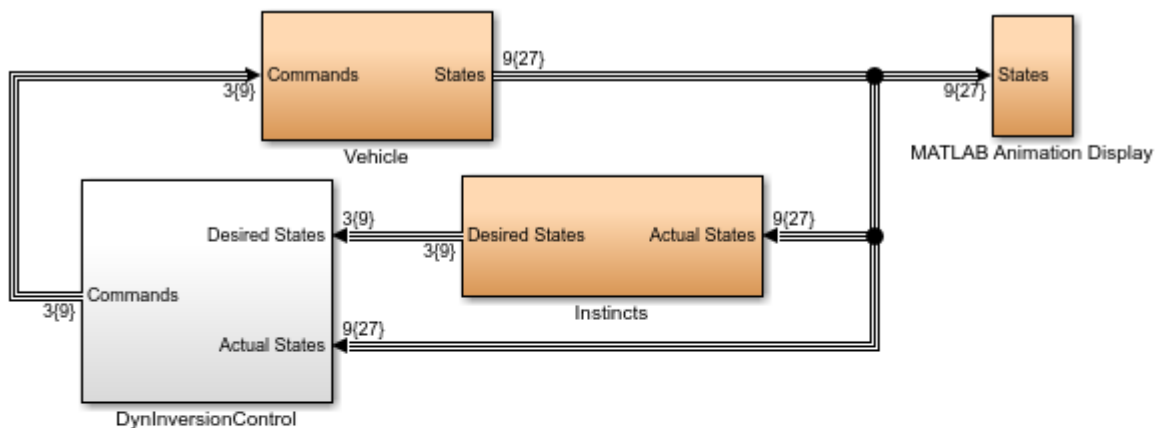 9{27}
Commands
States
States
3{9}
9{27}
Vehicle
MATLAB Animation Display
3{9}
9{27}
Desired States
Desired States
Actual States
3{9}
Commands
3{9}
Instincts
9{27}
Actual States
DynInversionControl